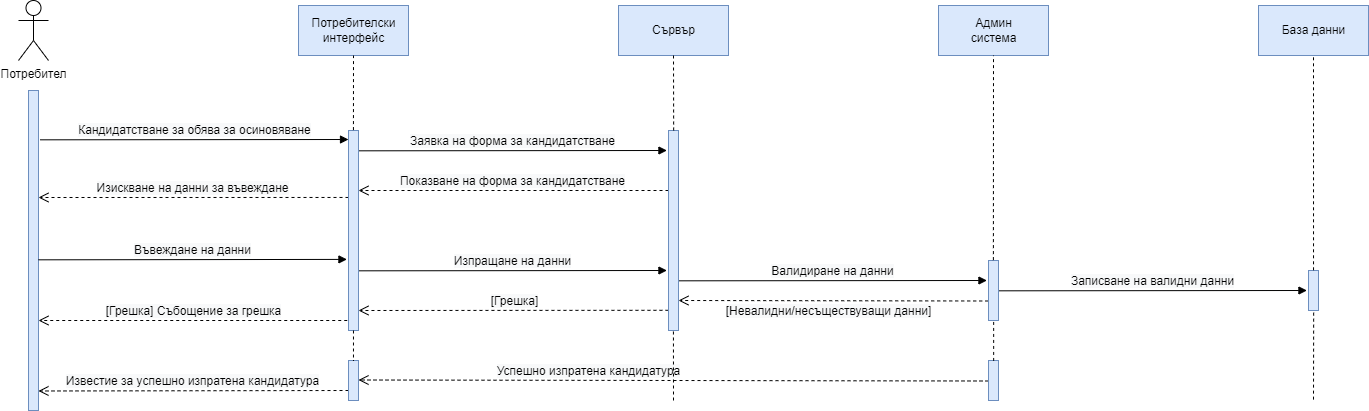 Потребител
Потребителски
интерфейс
Сървър
Админ
система
База данни
Кандидатстване за обява за осиновяване
Заявка на форма за кандидатстване
Показване на форма за кандидатстване
Изискване на данни за въвеждане
Въвеждане на данни
Изпращане на данни
Валидиране на данни
Записване на валидни данни
[Грешка]
[Невалидни/несъществуващи данни]
[Грешка] Събощение за грешка
Успешно изпратена кандидатура
Известие за успешно изпратена кандидатура